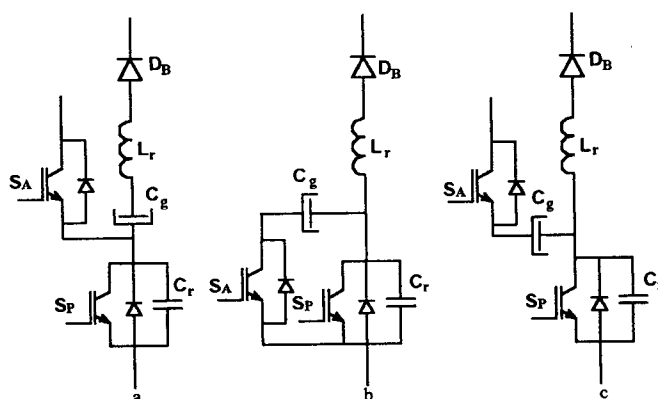 D_B
L_r
S_A
C_g
S_P
C_r
a
D_B
L_r
C_g
S_A
S_P
C_r
b
D_B
L_r
S_A
C_g
S_P
c